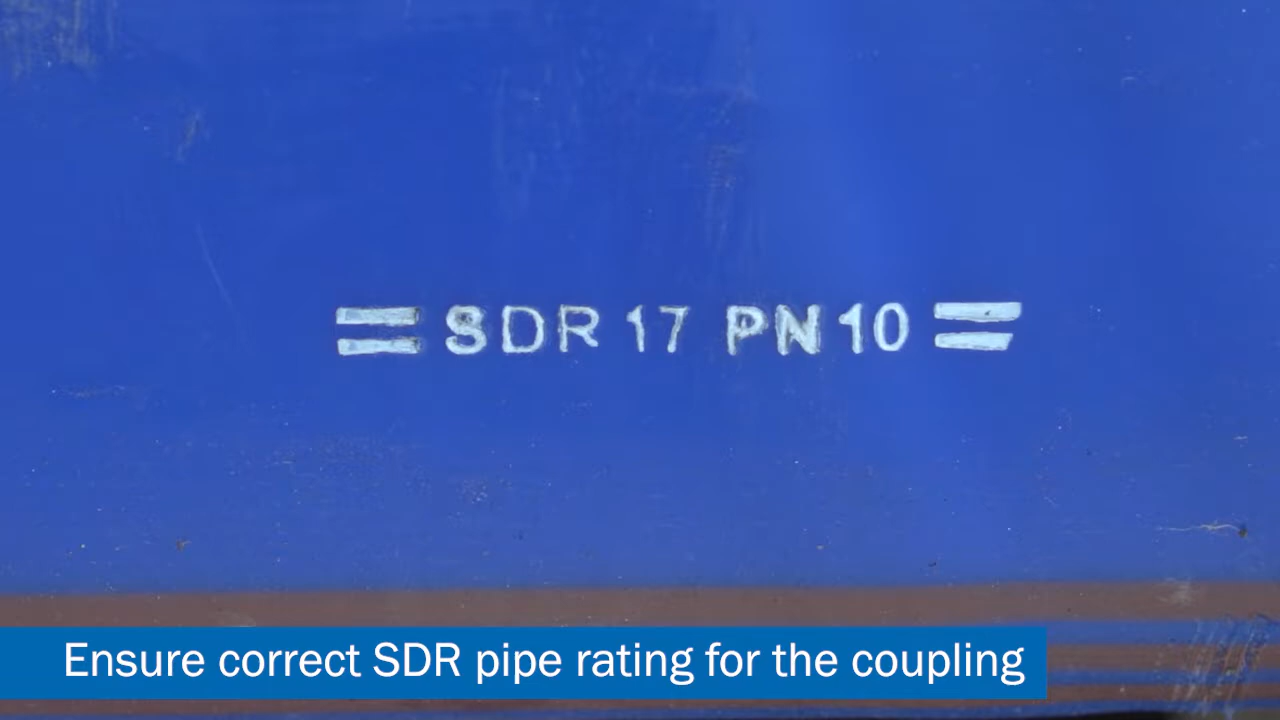 = SDR 17 PN 10 =
Ensure correct SDR pipe rating for the coupling